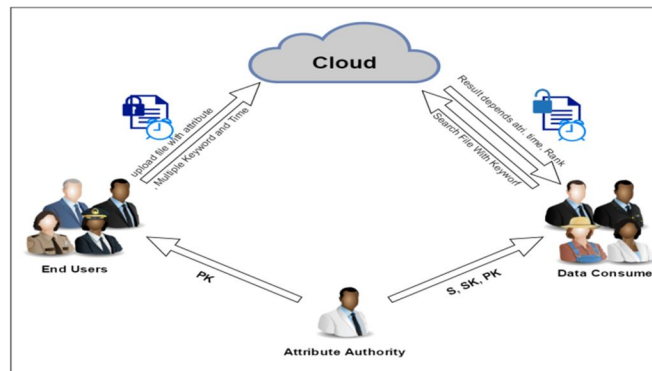 Cloud
upload file with attribute
, Multiple Keyword and Time
Result depends atri. time, Rank
Search File With Keyworf
End Users
PK
S, SK, PK
Data Consume
Attribute Authority